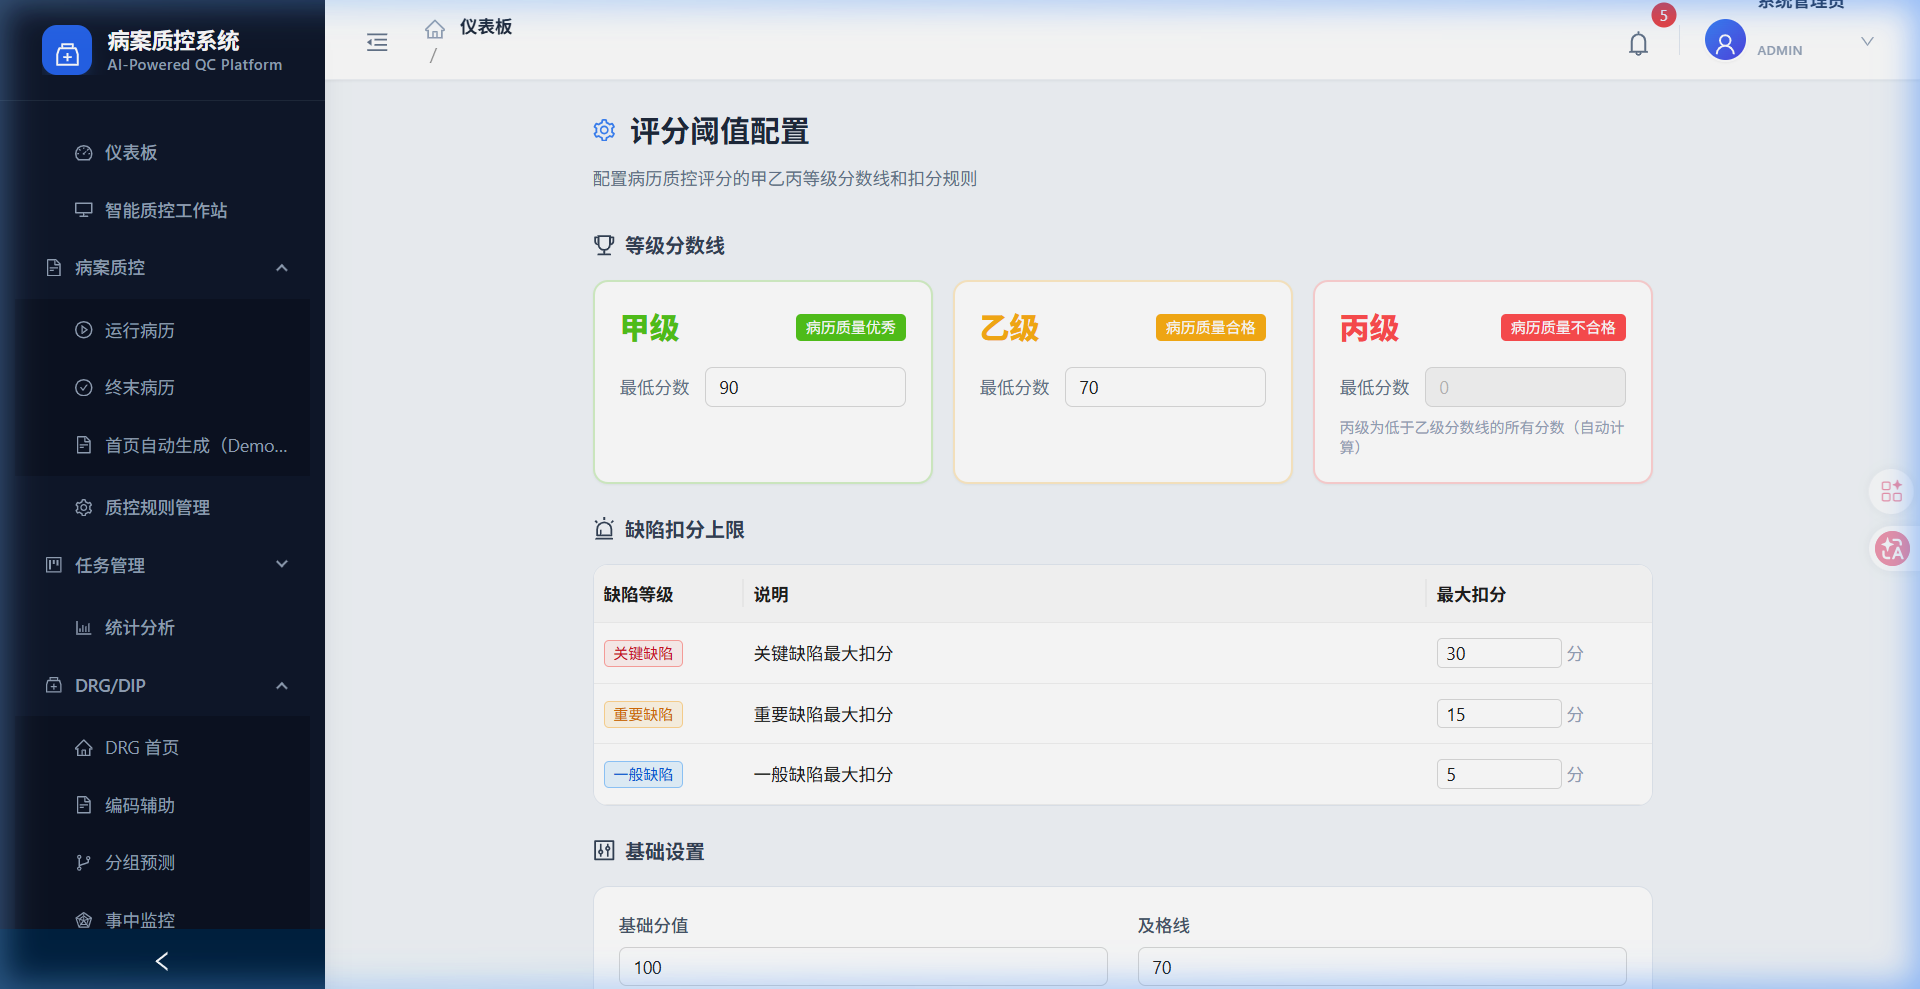 病案质控系统
AI-Powered QC Platform
仪表板
智能质控工作站
病案质控
运行病历
终末病历
首页自动生成（Demo...
质控规则管理
任务管理
统计分析
DRG/DIP
DRG 首页
编码辅助
分组预测
事中监控
仪表板
/
5
系统管理员
ADMIN
评分阈值配置
配置病历质控评分的甲乙丙等级分数线和扣分规则
等级分数线
甲级
病历质量优秀
最低分数
90
乙级
病历质量合格
最低分数
70
丙级
病历质量不合格
最低分数
0
丙级为低于乙级分数线的所有分数（自动计
算）
缺陷扣分上限
缺陷等级
说明
最大扣分
关键缺陷
关键缺陷最大扣分
30
分
重要缺陷
重要缺陷最大扣分
15
分
一般缺陷
一般缺陷最大扣分
5
分
基础设置
基础分值
100
及格线
70